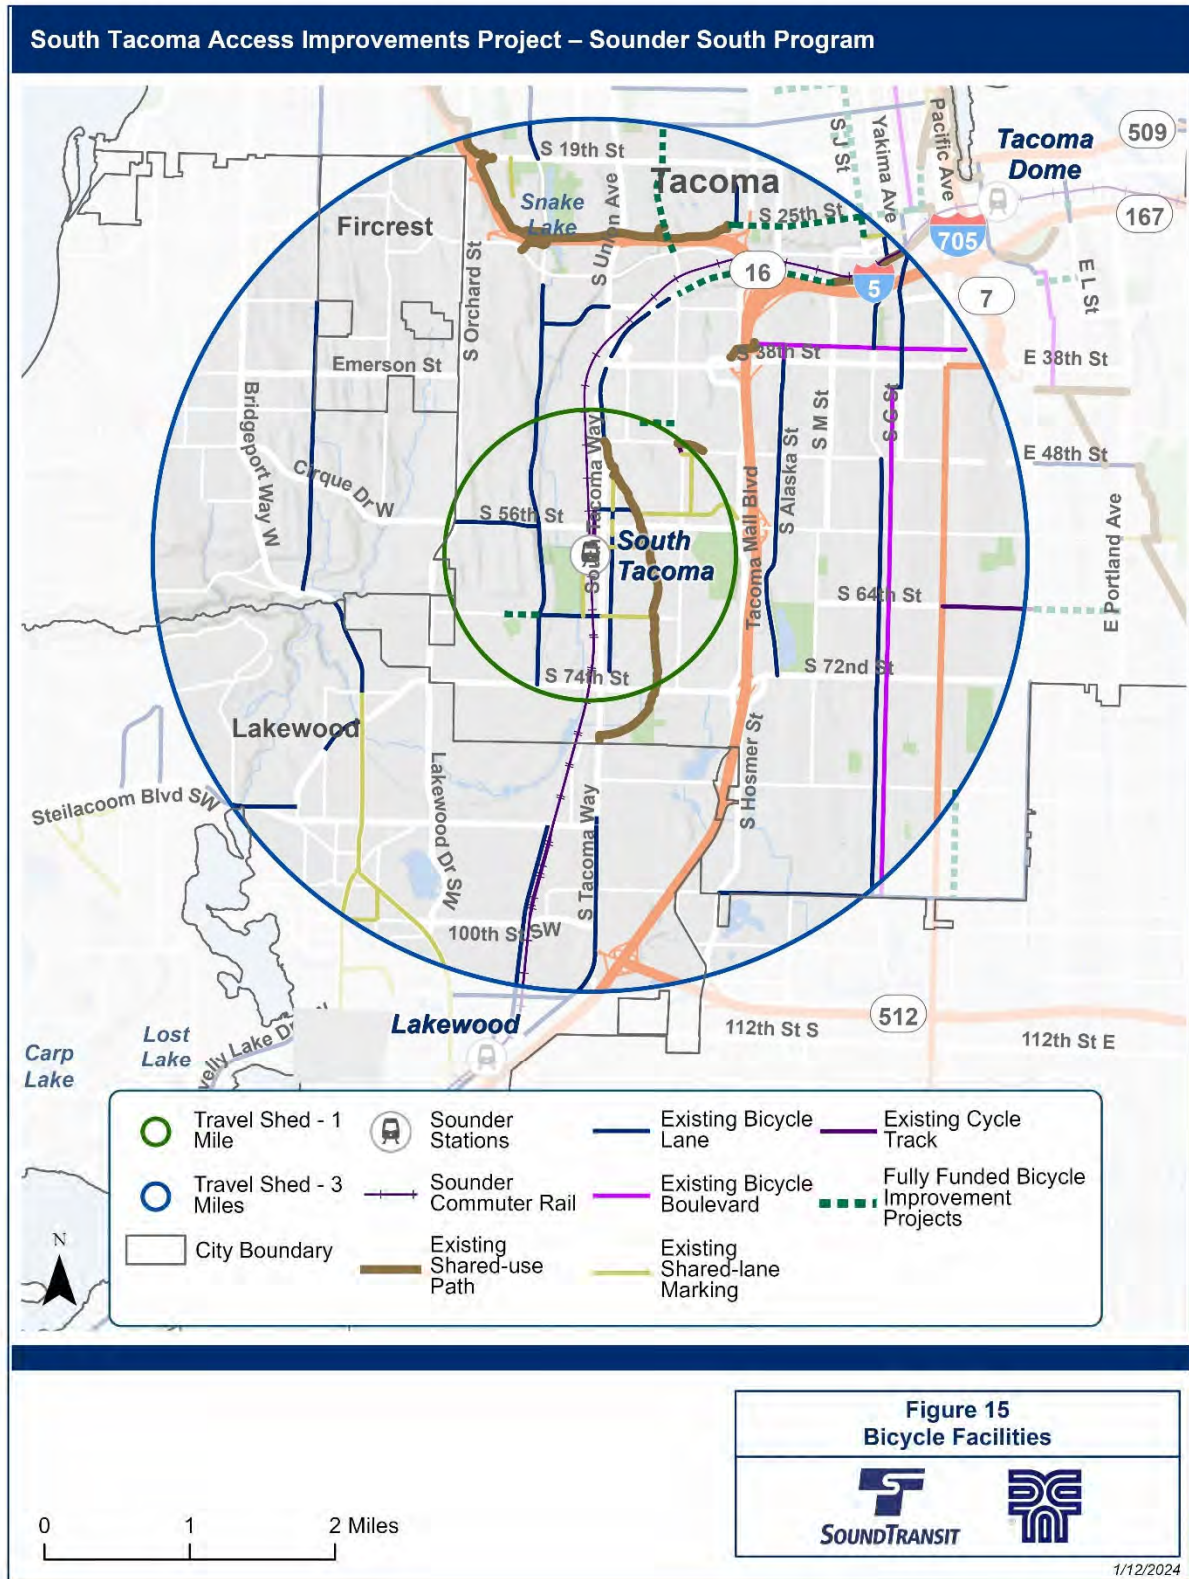 South Tacoma Access Improvements Project – Sounder South Program
509
Tacoma
Dome
167
Pacific Ave
Yakima Ave
S J St
S 19th St
Tacoma
Snake
Lake
S Union Ave
S 25th St
Fircrest
705
16
5
7
E L St
S Orchard St
S 38th St
E 38th St
Emerson St
Bridgeport Way W
S M St
S C St
E 48th St
South Tacoma Way
Cirque Dr W
S 56th St
S Alaska St
Tacoma Mall Blvd
South
Tacoma
E Portland Ave
S 64th St
S 74th St
S 72nd St
Lakewood
Steilacoom Blvd SW
Lakewood Dr SW
S Hosmer St
S Tacoma Way
100th St SW
Lakewood
112th St S
512
112th St E
Lost
Lake
Carp
Lake
velly Lake Dr
Travel Shed - 1
Mile
Travel Shed - 3
Miles
City Boundary
Sounder
Stations
Sounder
Commuter Rail
Existing
Shared-use
Path
Existing Bicycle
Lane
Existing Bicycle
Boulevard
Existing
Shared-lane
Marking
Existing Cycle
Track
Fully Funded Bicycle
Improvement
Projects
N
Figure 15
Bicycle Facilities
SOUNDTRANSIT
0 1 2 Miles
1/12/2024